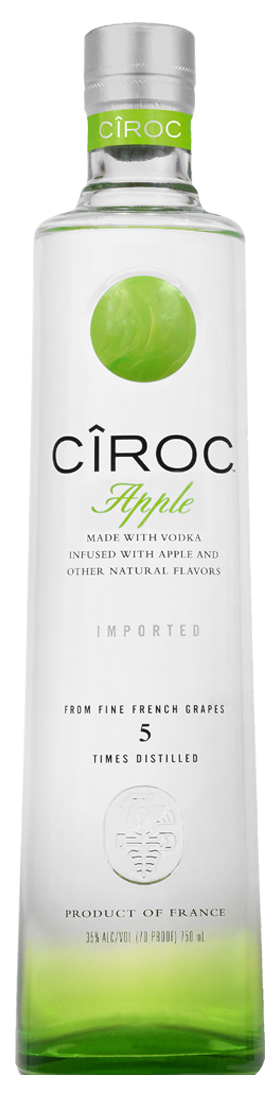 CÎROC
CÎROC
Apple
MADE WITH VODKA
INFUSED WITH APPLE AND
OTHER NATURAL FLAVORS
IMPORTED
FROM FINE FRENCH GRAPES
5
TIMES DISTILLED
PRODUCT OF FRANCE
35% ALC/VOL (70 PROOF) 750 mL